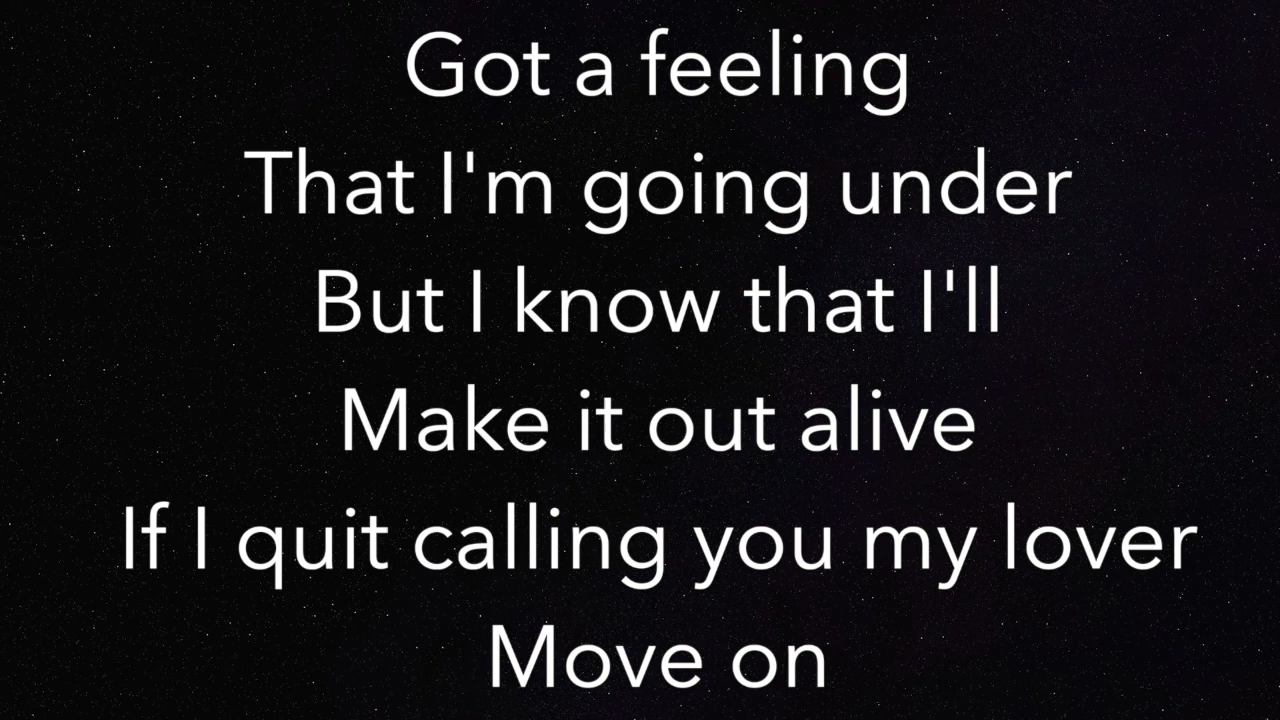 Got a feeling
That I'm going under
But I know that I'll
Make it out alive
If I quit calling you my lover
Move on